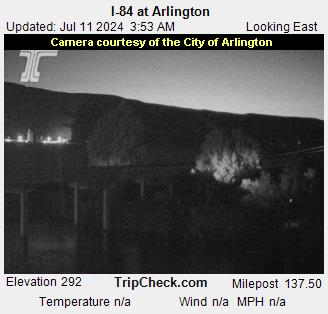 I-84 at Arlington
Updated: Jul 11 2024 3:53 AM Looking East
Camera courtesy of the City of Arlington
Elevation 292 TripCheck.com Milepost 137.50
Temperature n/a Wind n/a MPH n/a